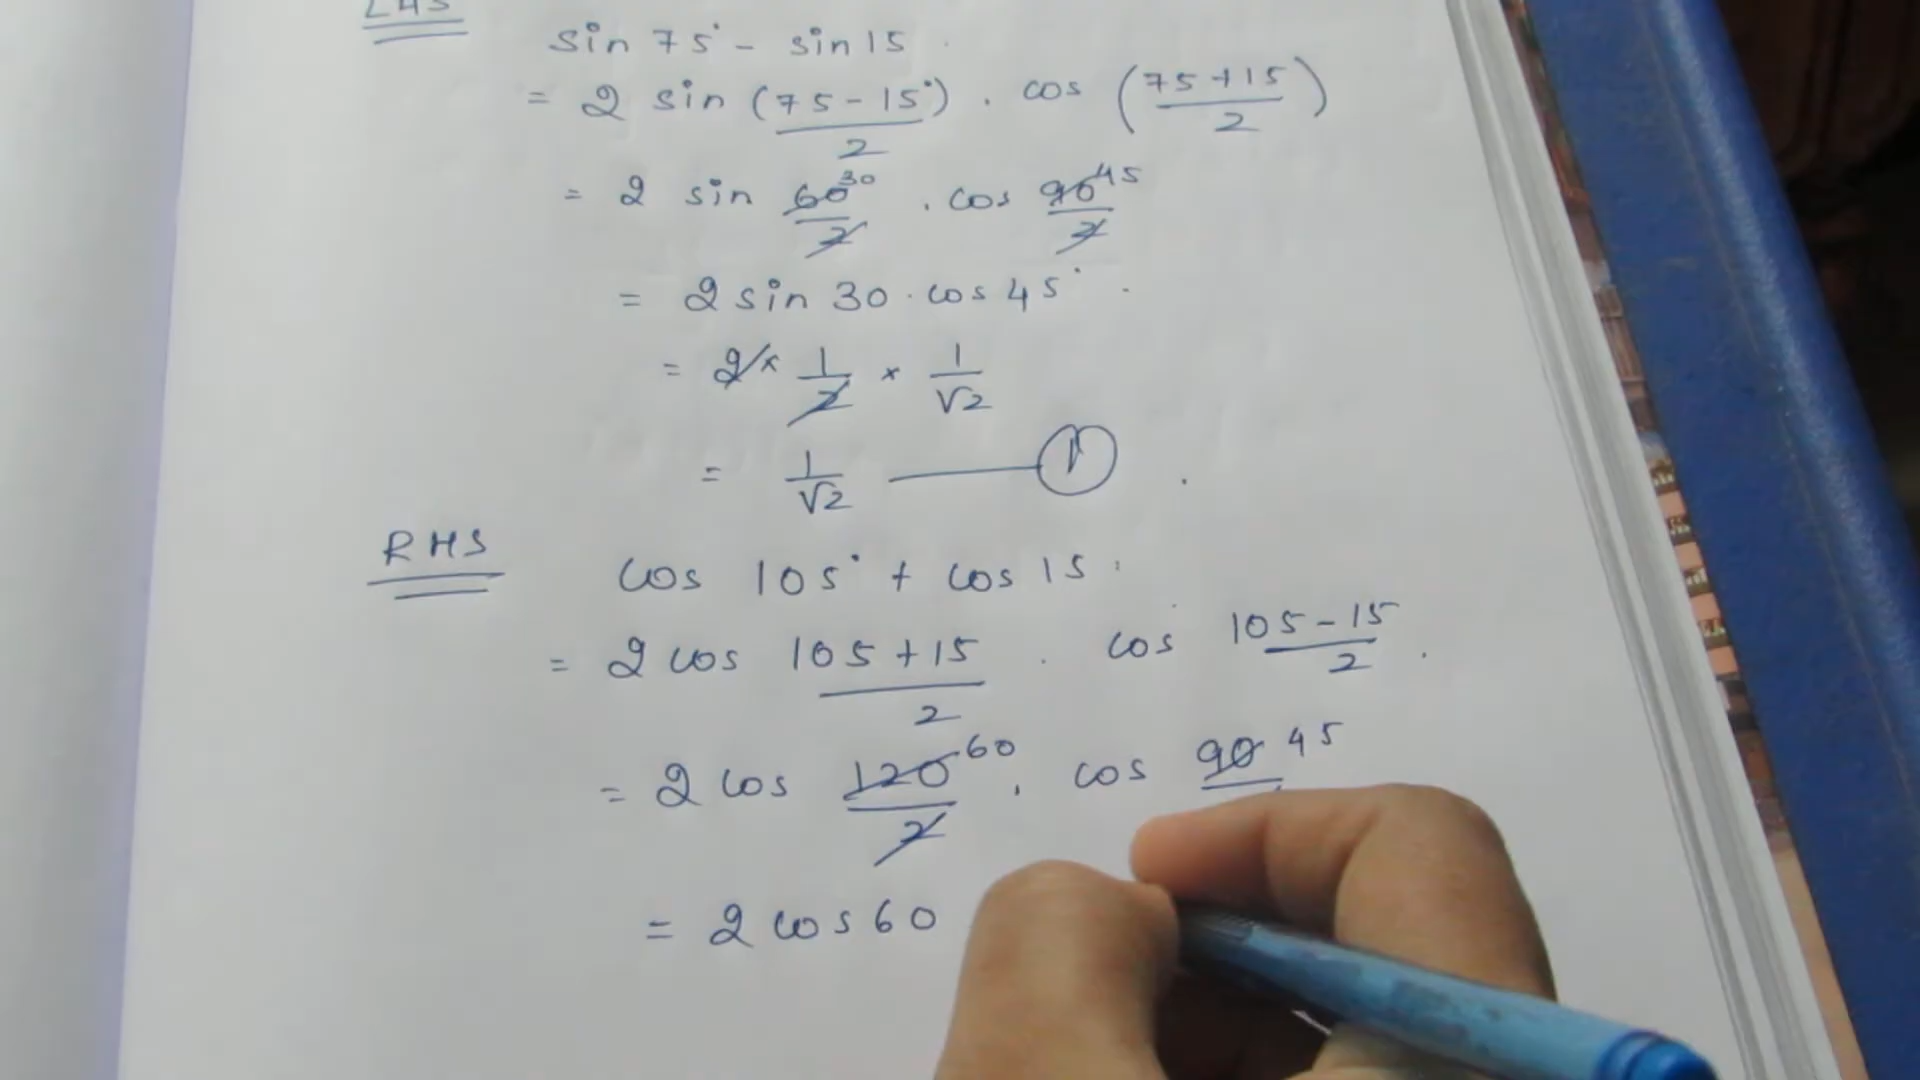 LHS
sin 75° - sin 15
= 2 sin (75 - 15°)/2 . cos (75+15/2)
= 2 sin 60/2 30 . cos 90/2 45
= 2 sin 30 . cos 45°
= 2 x 1/2 x 1/√2
= 1/√2 1
RHS
cos 105° + cos 15
= 2 cos 105+15/2 . cos 105-15/2
= 2 cos 120/2 60 . cos 90 45
= 2 cos 60